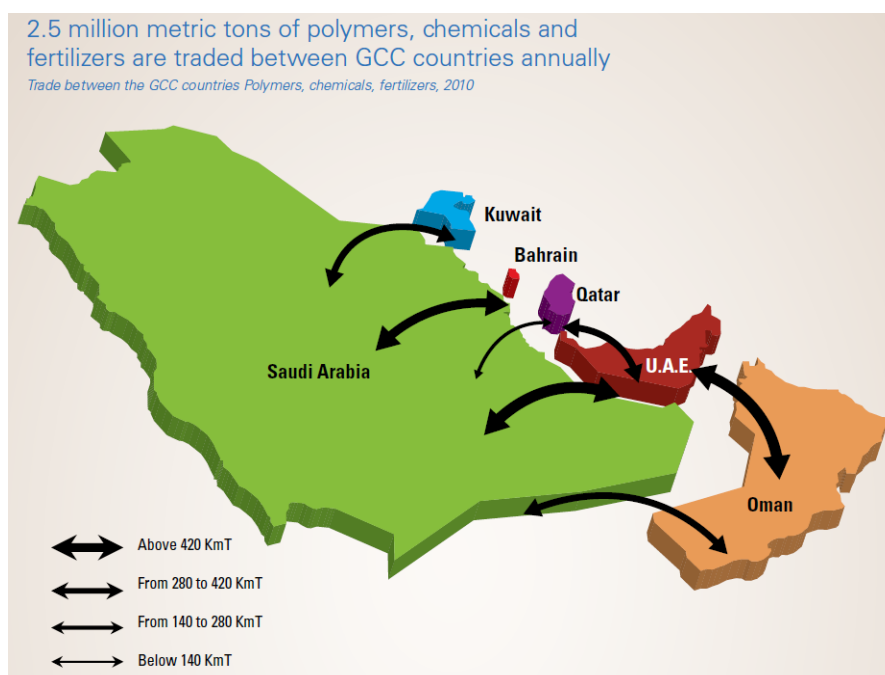 2.5 million metric tons of polymers, chemicals and
fertilizers are traded between GCC countries annually
Trade between the GCC countries Polymers, chemicals, fertilizers, 2010
Kuwait
Bahrain
Qatar
U.A.E.
Saudi Arabia
Oman
Above 420 KmT
From 280 to 420 KmT
From 140 to 280 KmT
Below 140 KmT